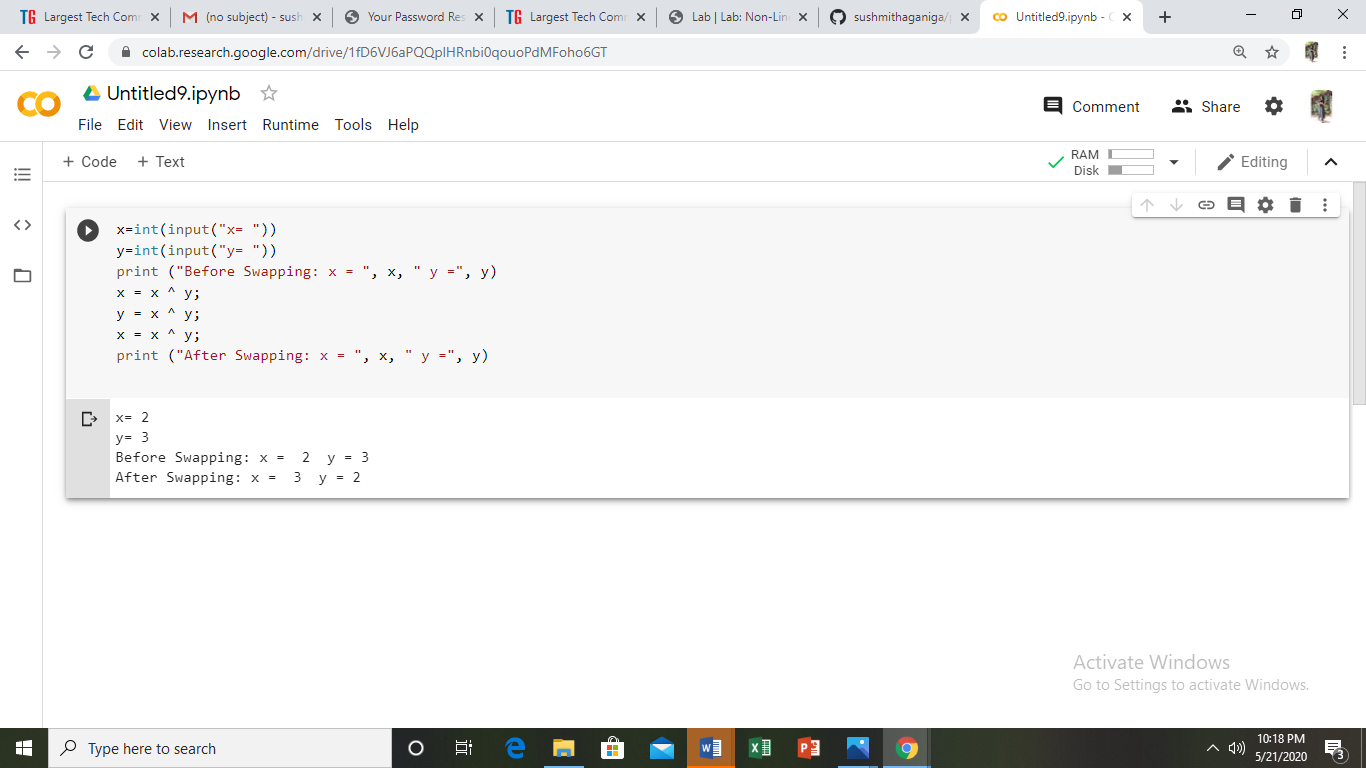 TG Largest Tech Comm
(no subject) - sush
Your Password Res
TG Largest Tech Comm
Lab | Lab: Non-Lin
sushmithaganiga/
Untitled9.ipynb -
colab.research.google.com/drive/1fD6VJ6aPQQplHRnbi0qouoPdMFoho6GT
Untitled9.ipynb
Comment
Share
File Edit View Insert Runtime Tools Help
+ Code + Text
RAM
Disk
Editing
x=int(input("x= "))
y=int(input("y= "))
print ("Before Swapping: x = ", x, " y =", y)
x = x ^ y;
y = x ^ y;
x = x ^ y;
print ("After Swapping: x = ", x, " y =", y)
x= 2
y= 3
Before Swapping: x =  2  y = 3
After Swapping: x =  3  y = 2
Activate Windows
Go to Settings to activate Windows.
Type here to search
10:18 PM
5/21/2020
3